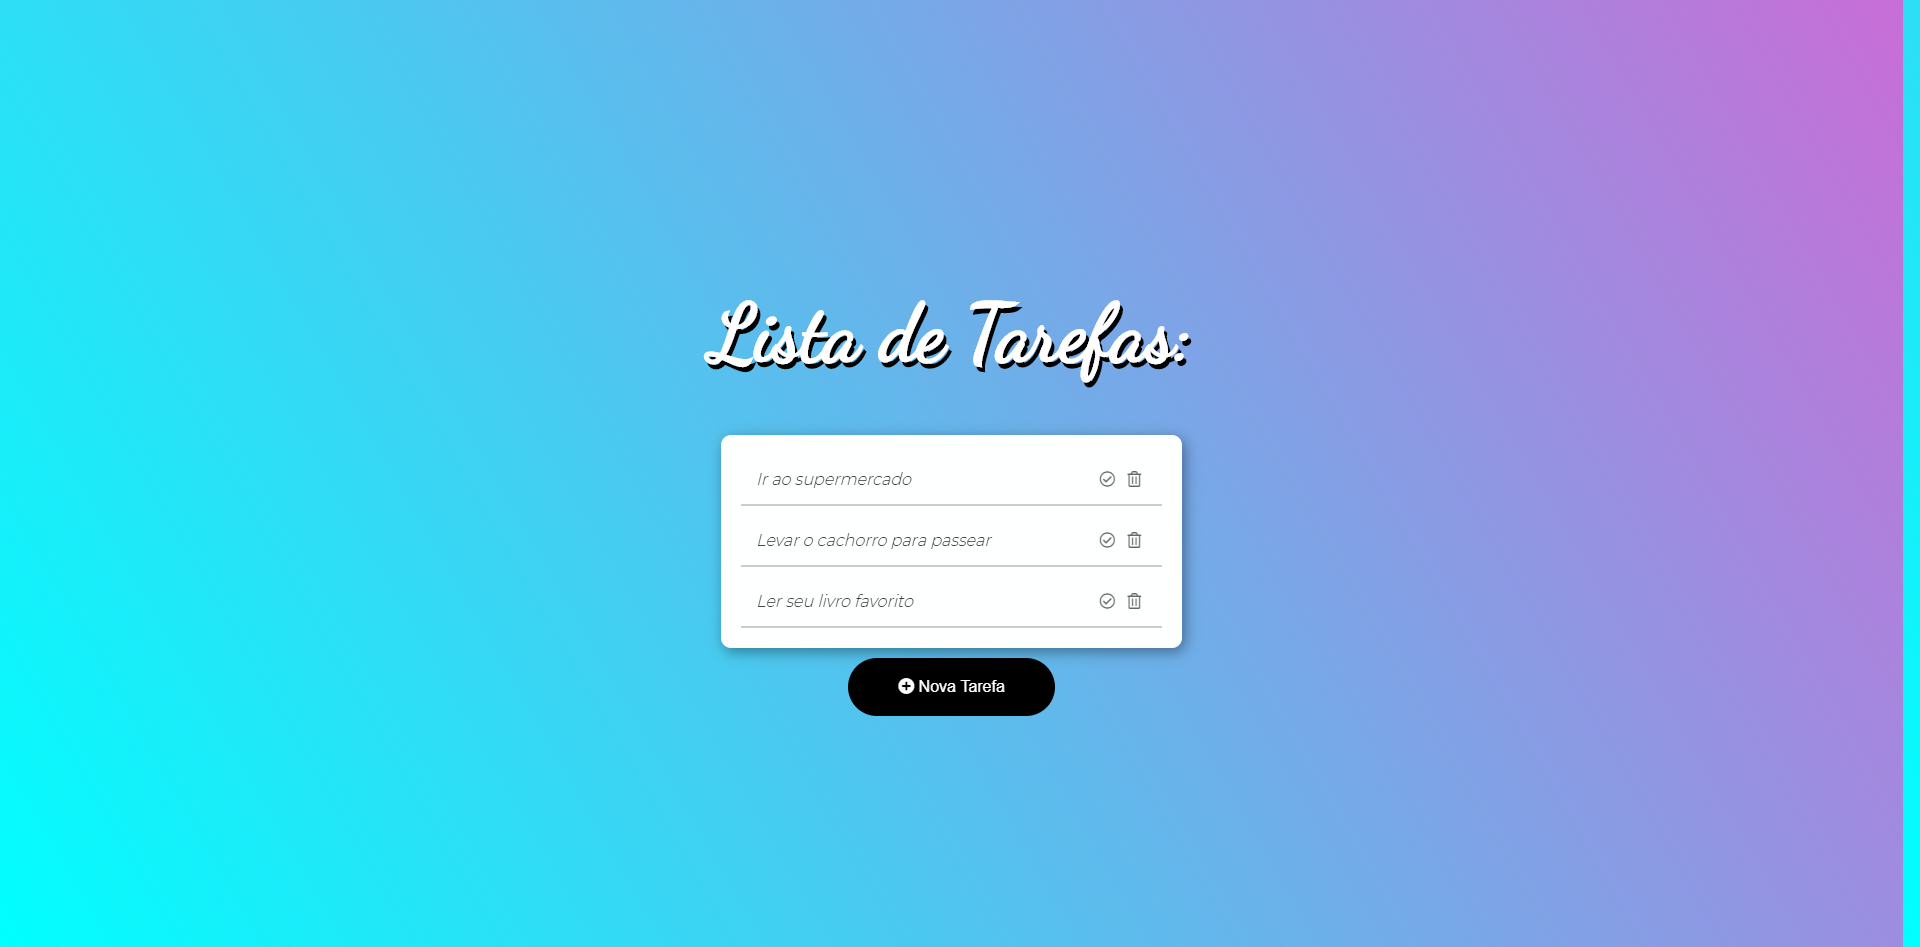 Lista de Tarefas:
Ir ao supermercado
Levar o cachorro para passear
Ler seu livro favorito
Nova Tarefa